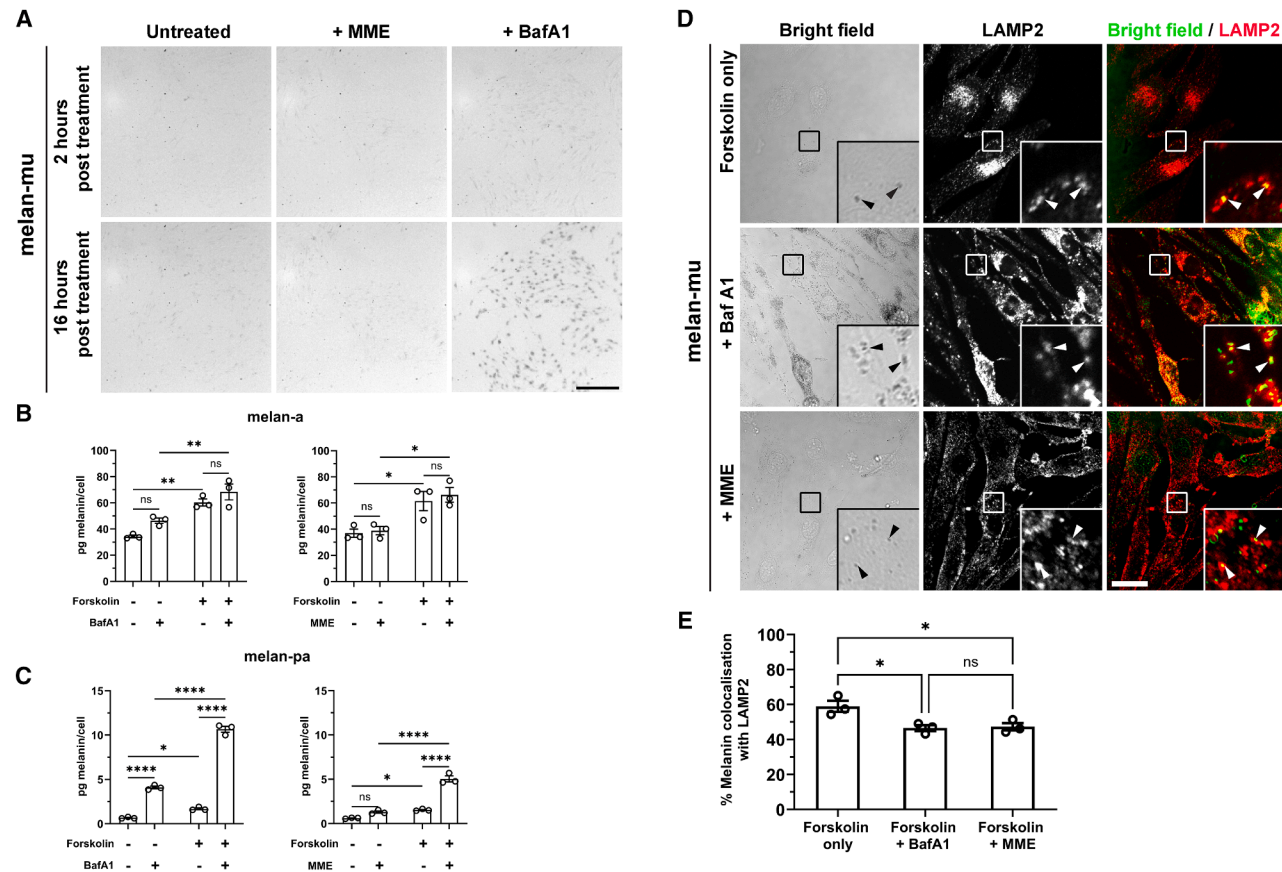 A
Untreated
+ MME
+ BafA1
melan-mu
2 hours
post treatment
16 hours
post treatment
B
melan-a
pg melanin/cell
100
80
60
40
20
0
ns
**
**
ns
Forskolin - - + +
BafA1 - + - +
pg melanin/cell
100
80
60
40
20
0
ns
*
*
ns
Forskolin - - + +
MME - + - +
C
melan-pa
pg melanin/cell
15
10
5
0
****
*
****
****
Forskolin - - + +
BafA1 - + - +
pg melanin/cell
15
10
5
0
ns
*
****
****
Forskolin - - + +
MME - + - +
D
Bright field
LAMP2
Bright field / LAMP2
melan-mu
Forskolin only
+ Baf A1
+ MME
E
% Melanin colocalisation
with LAMP2
100
80
60
40
20
0
*
*
ns
Forskolin
only
Forskolin
+ BafA1
Forskolin
+ MME